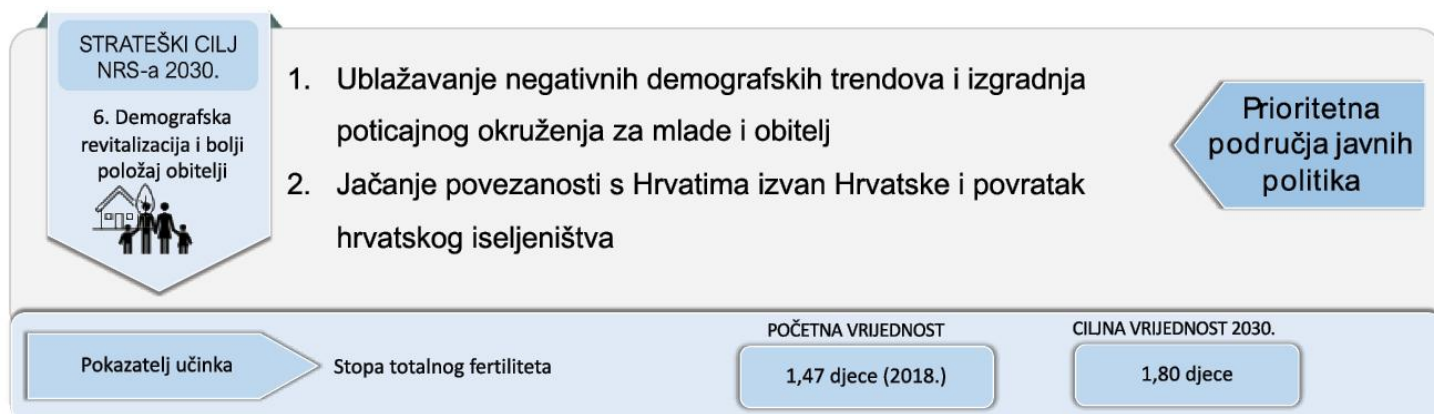 STRATEŠKI CILJ
NRS-a 2030.
6. Demografska
revitalizacija i bolji
položaj obitelji
1. Ublažavanje negativnih demografskih trendova i izgradnja
poticajnog okruženja za mlade i obitelj
2. Jačanje povezanosti s Hrvatima izvan Hrvatske i povratak
hrvatskog iseljeništva
Prioritetna
područja javnih
politika
Pokazatelj učinka
Stopa totalnog fertiliteta
POČETNA VRIJEDNOST
1,47 djece (2018.)
CILJNA VRIJEDNOST 2030.
1,80 djece